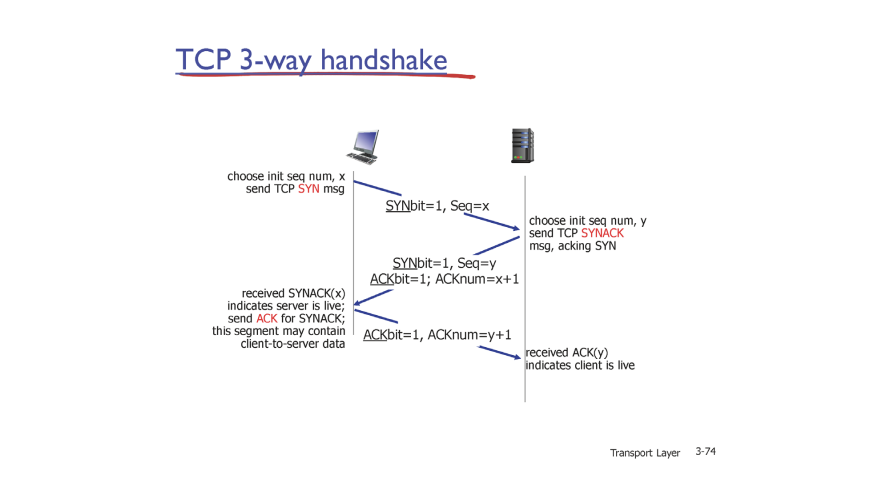 TCP 3-way handshake
choose init seq num, x
send TCP SYN msg
SYNbit=1, Seq=x
choose init seq num, y
send TCP SYNACK
msg, acking SYN
SYNbit=1, Seq=y
ACKbit=1; ACKnum=x+1
received SYNACK(x)
indicates server is live;
send ACK for SYNACK;
this segment may contain
client-to-server data
ACKbit=1, ACKnum=y+1
received ACK(y)
indicates client is live
Transport Layer 3-74